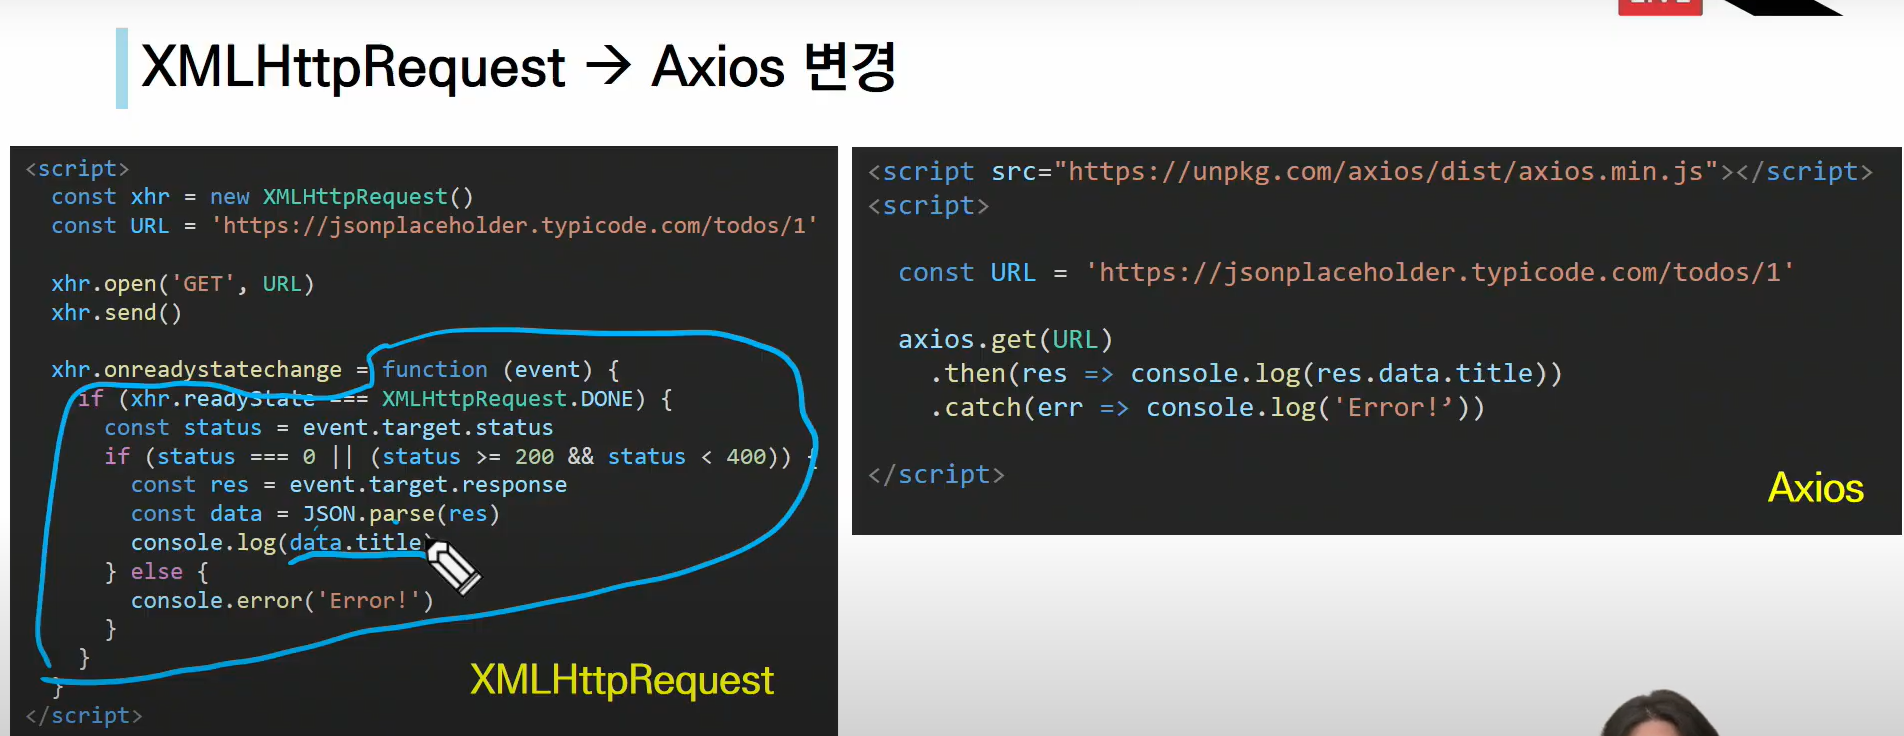 XMLHttpRequest → Axios 변경
<script>
const xhr = new XMLHttpRequest()
const URL = 'https://jsonplaceholder.typicode.com/todos/1'
xhr.open('GET', URL)
xhr.send()
xhr.onreadystatechange = function (event) {
if (xhr.readyState === XMLHttpRequest.DONE) {
const status = event.target.status
if (status === 0 || (status >= 200 && status < 400)) {
const res = event.target.response
const data = JSON.parse(res)
console.log(data.title)
} else {
console.error('Error!')
}
}
}
</script>
XMLHttpRequest
<script src="https://unpkg.com/axios/dist/axios.min.js"></script>
<script>
const URL = 'https://jsonplaceholder.typicode.com/todos/1'
axios.get(URL)
.then(res => console.log(res.data.title))
.catch(err => console.log('Error!’))
</script>
Axios